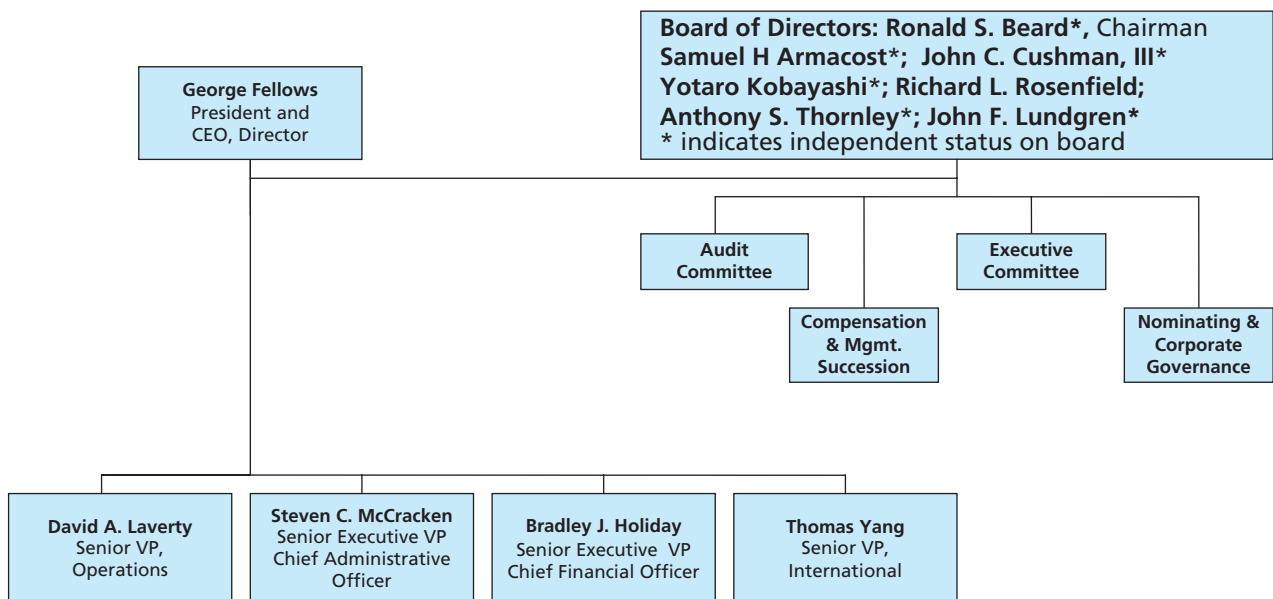 George Fellows
President and
CEO, Director
Board of Directors: Ronald S. Beard*, Chairman
Samuel H Armacost*; John C. Cushman, III*
Yotaro Kobayashi*; Richard L. Rosenfield;
Anthony S. Thornley*; John F. Lundgren*
* indicates independent status on board
Audit
Committee
Executive
Committee
Compensation
& Mgmt.
Succession
Nominating &
Corporate
Governance
David A. Laverty
Senior VP,
Operations
Steven C. McCracken
Senior Executive VP
Chief Administrative
Officer
Bradley J. Holiday
Senior Executive VP
Chief Financial Officer
Thomas Yang
Senior VP,
International